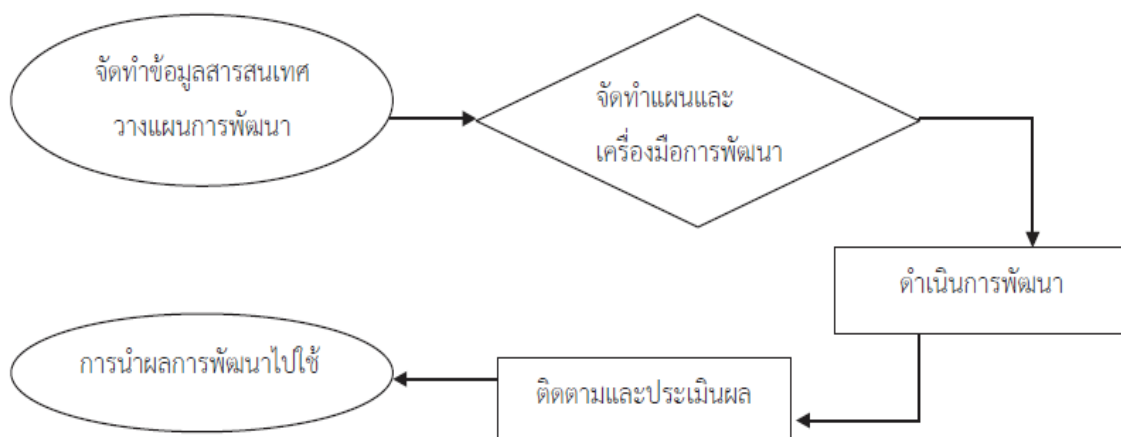 จัดทำข้อมูลสารสนเทศ
วางแผนการพัฒนา
จัดทำแผนและ
เครื่องมือการพัฒนา
ดำเนินการพัฒนา
การนำผลการพัฒนาไปใช้
ติดตามและประเมินผล